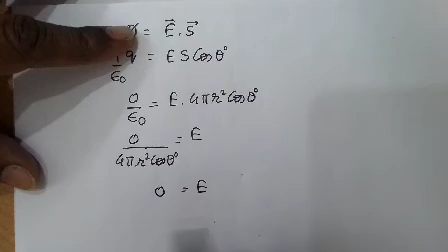 = E⃗ . S⃗
1/ε₀ q = E S Cos θ°
0/ε₀ = E . 4πr² Cos θ°
0/4πr² Cos θ° = E
0 = E